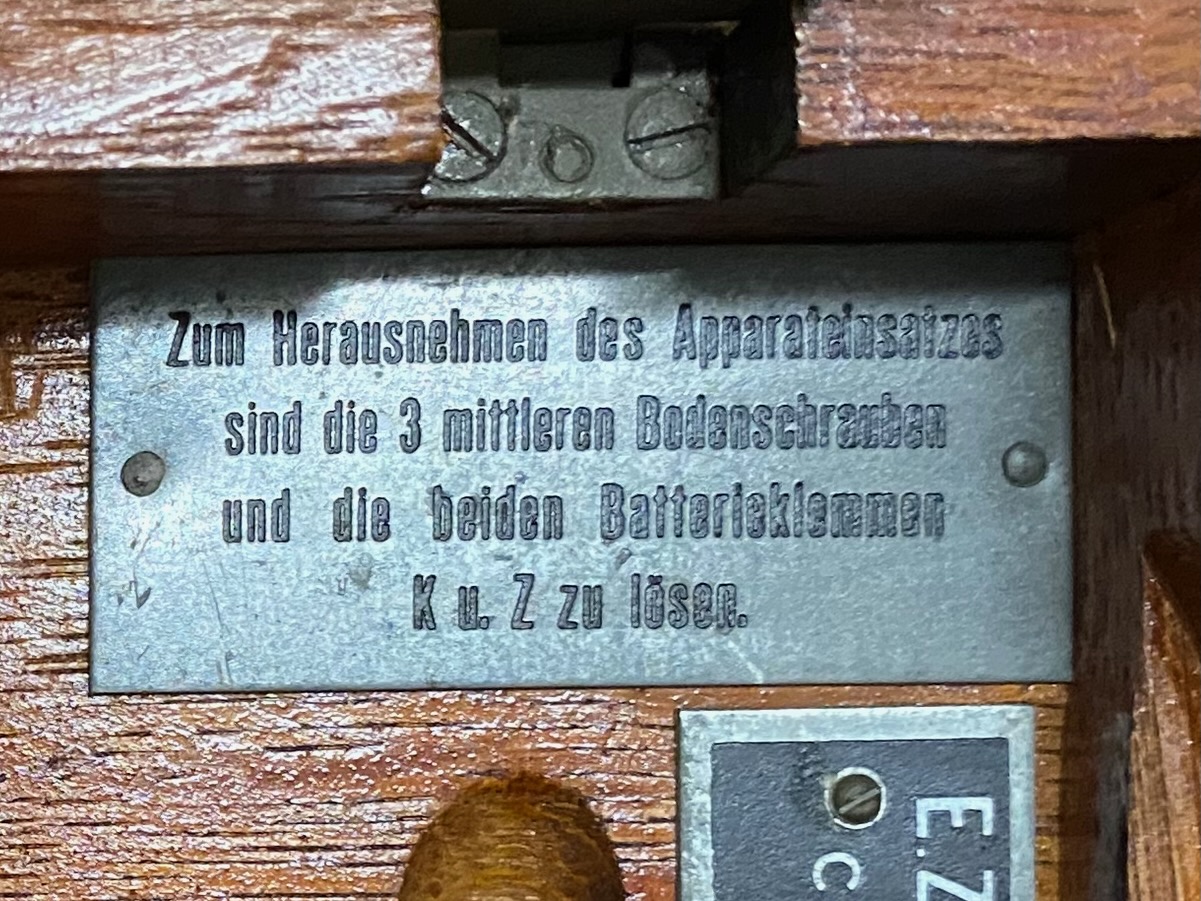 Zum Herausnehmen des Apparateinsatzes
sind die 3 mittleren Bodenschrauben
und die beiden Batterieklemmen
K u. Z zu lösen.
E.Z
c